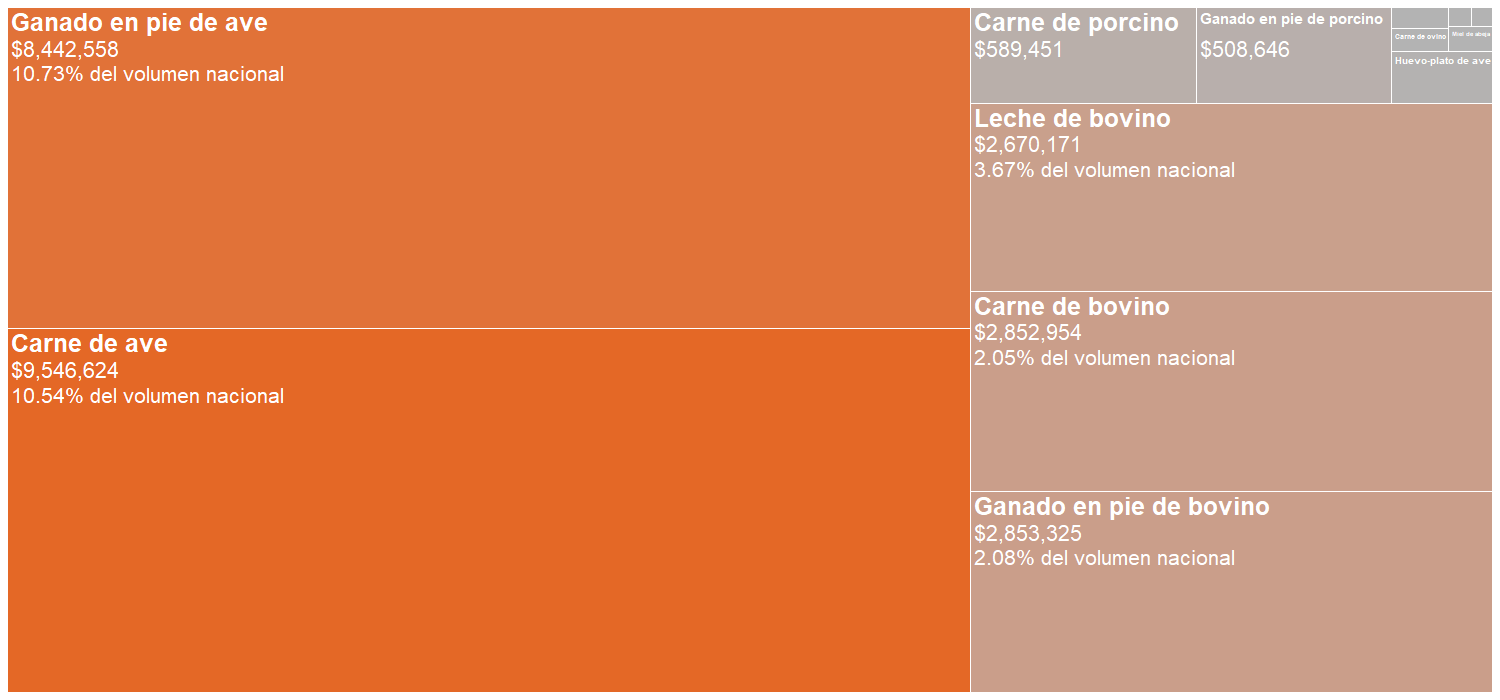 Ganado en pie de ave
$8,442,558
10.73% del volumen nacional
Carne de ave
$9,546,624
10.54% del volumen nacional
Carne de porcino
$589,451
Ganado en pie de porcino
$508,646
Carne de ovino
Miel de abeja
Huevo-plato de ave
Leche de bovino
$2,670,171
3.67% del volumen nacional
Carne de bovino
$2,852,954
2.05% del volumen nacional
Ganado en pie de bovino
$2,853,325
2.08% del volumen nacional